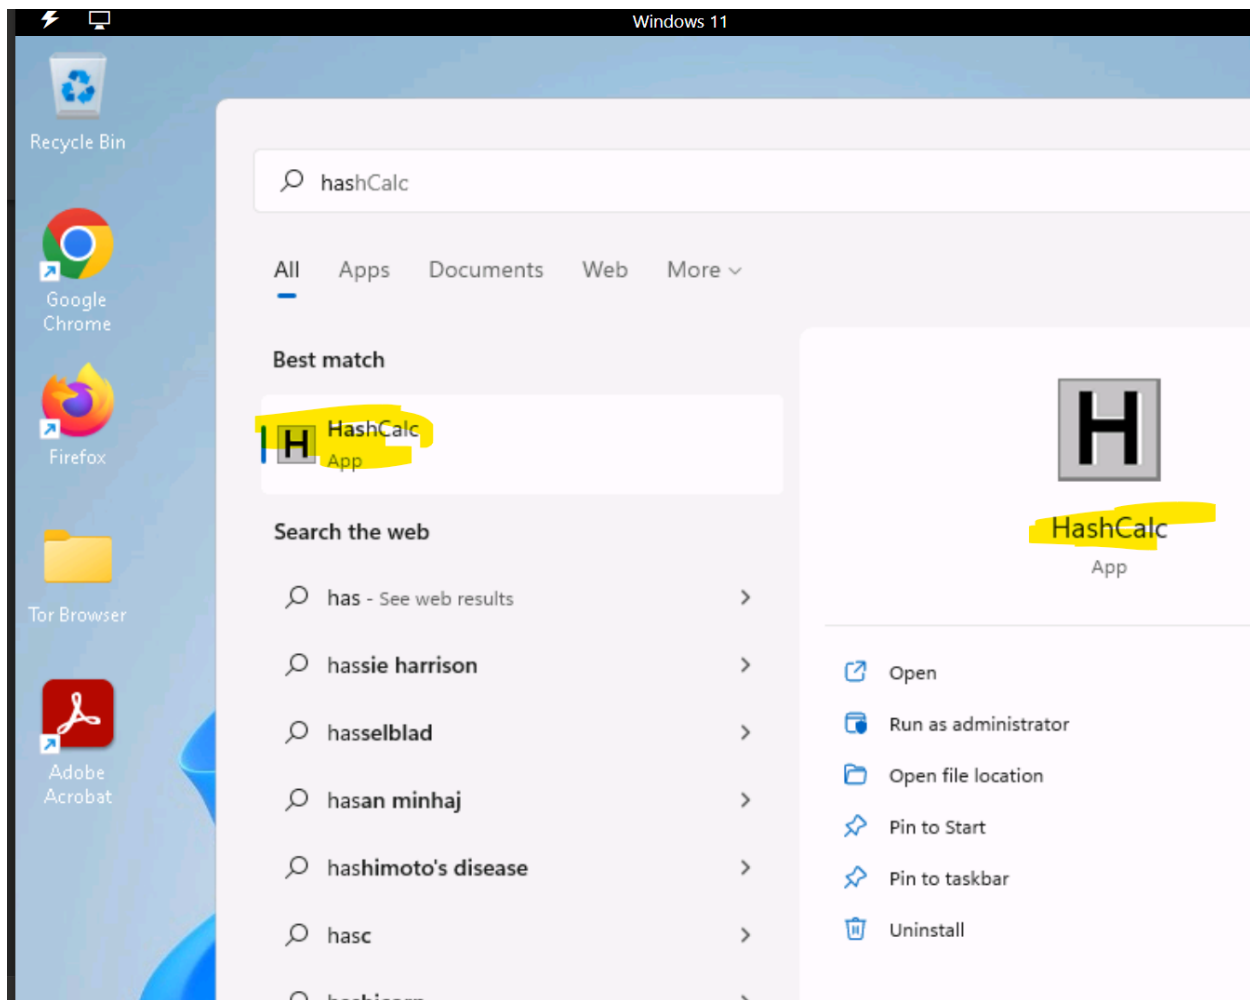 Windows 11
Recycle Bin
Google
Chrome
Firefox
Tor Browser
Adobe
Acrobat
hashCalc
All Apps Documents Web More
Best match
HashCalc
App
Search the web
has - See web results
hassie harrison
hasselblad
hasan minhaj
hashimoto's disease
hasc
H
HashCalc
App
Open
Run as administrator
Open file location
Pin to Start
Pin to taskbar
Uninstall